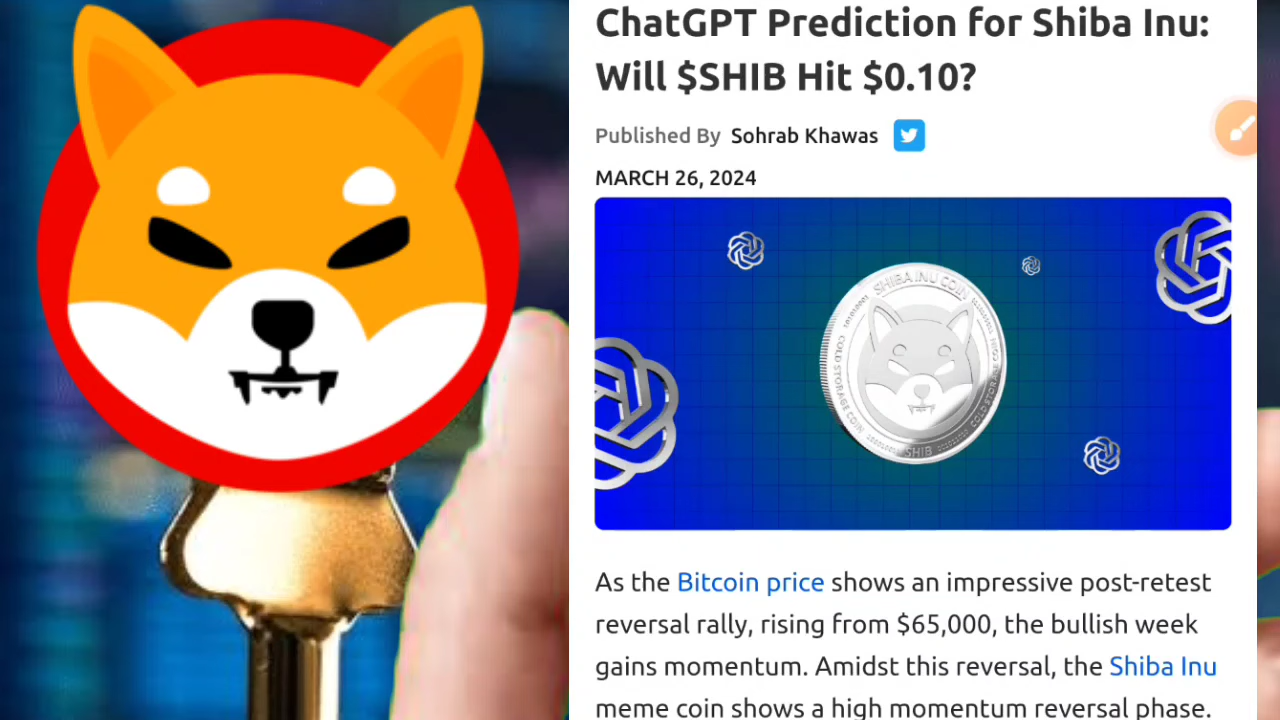 ChatGPT Prediction for Shiba Inu:
Will $SHIB Hit $0.10?
Published By Sohrab Khawas
MARCH 26, 2024
SHIBA INU COIN
COLD STORAGE COIN
COLD STORAGE COIN
SHIB
As the Bitcoin price shows an impressive post-retest
reversal rally, rising from $65,000, the bullish week
gains momentum. Amidst this reversal, the Shiba Inu
meme coin shows a high momentum reversal phase.